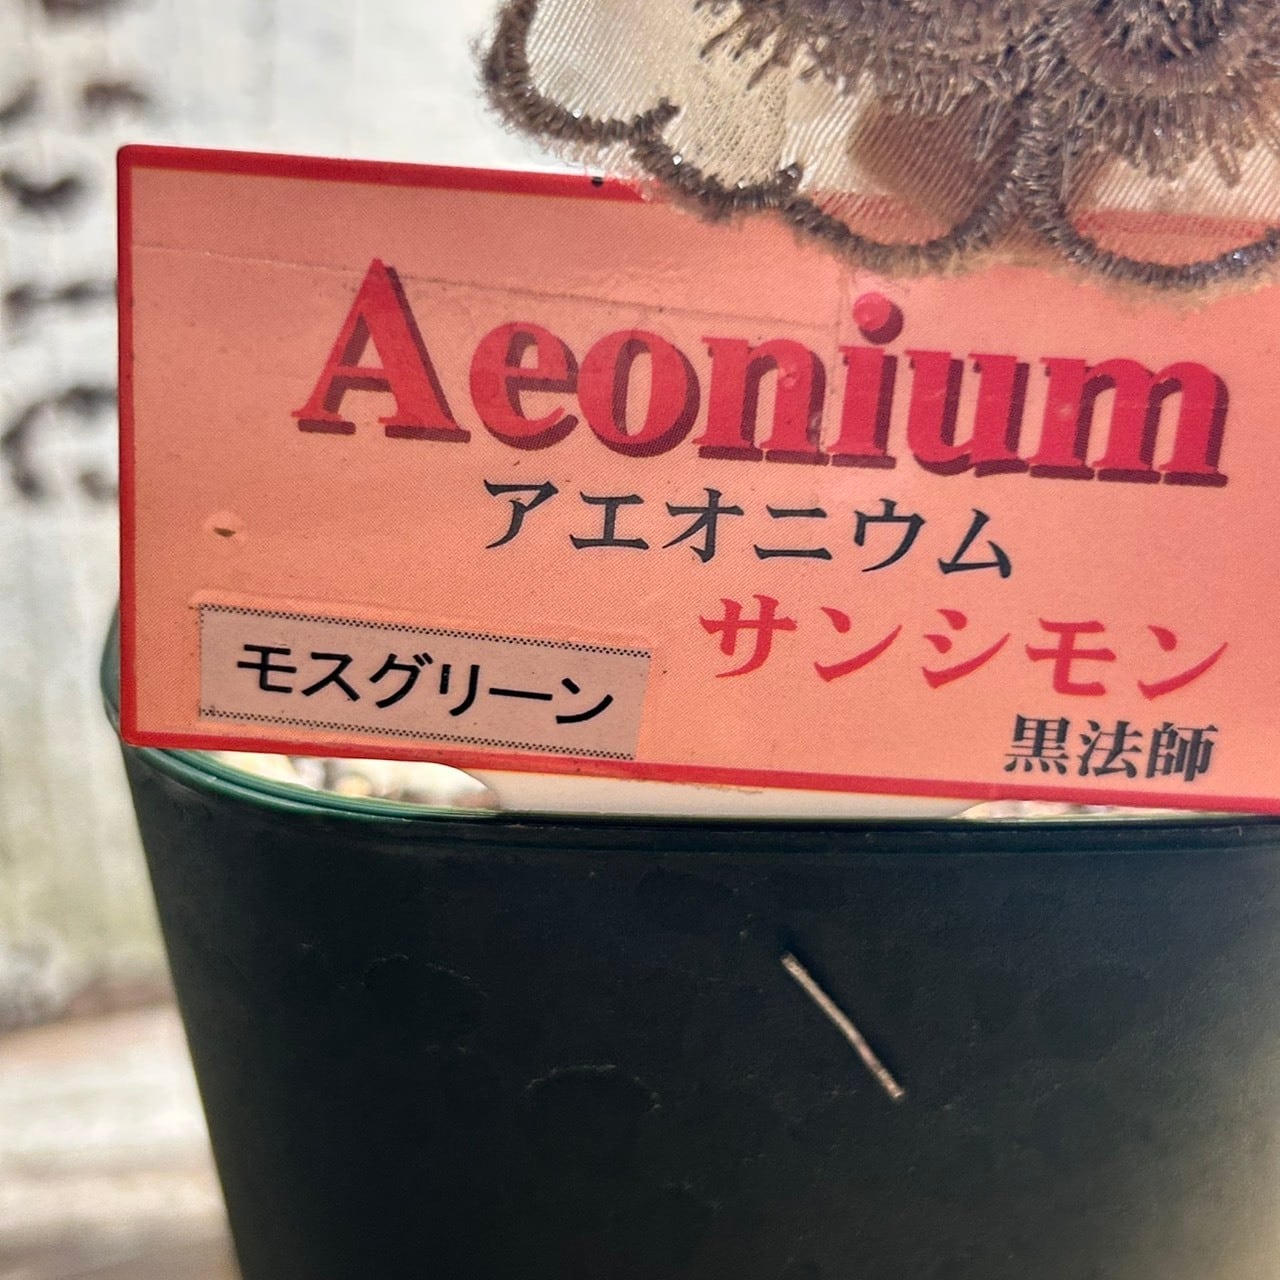 Aeonium
アエオニウム
サンシモン
モスグリーン
黒法師